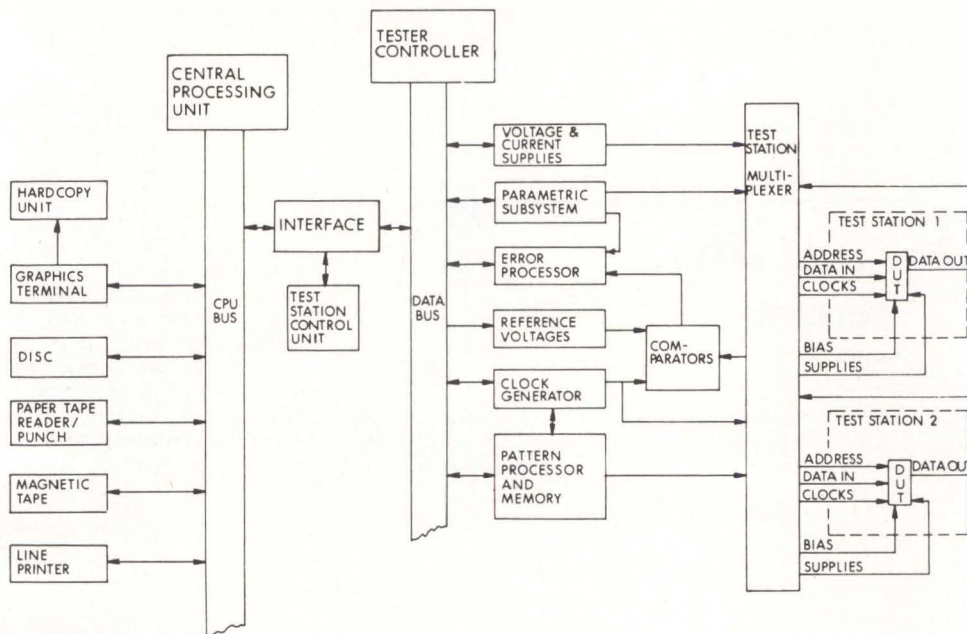 TESTER
CONTROLLER
CENTRAL
PROCESSING
UNIT
HARDCOPY
UNIT
GRAPHICS
TERMINAL
DISC
PAPER TAPE
READER/
PUNCH
MAGNETIC
TAPE
LINE
PRINTER
CPU
BUS
INTERFACE
TEST
STATION
CONTROL
UNIT
DATA
BUS
VOLTAGE &
CURRENT
SUPPLIES
PARAMETRIC
SUBSYSTEM
ERROR
PROCESSOR
REFERENCE
VOLTAGES
CLOCK
GENERATOR
PATTERN
PROCESSOR
AND
MEMORY
COM-
PARATORS
TEST
STATION
MULTI-
PLEXER
TEST STATION 1
ADDRESS
DATA IN
CLOCKS
DUT
DATA OUT
BIAS
SUPPLIES
TEST STATION 2
ADDRESS
DATA IN
CLOCKS
DUT
DATA OUT
BIAS
SUPPLIES